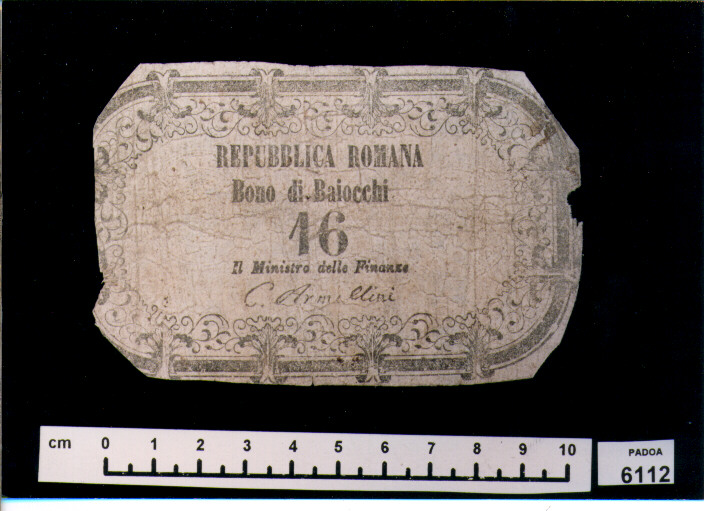 REPUBBLICA ROMANA
Bono di Baiocchi
16
Il Ministro delle Finanze
C. Armellini
cm 0 1 2 3 4 5 6 7 8 9 10
PADOA
6112